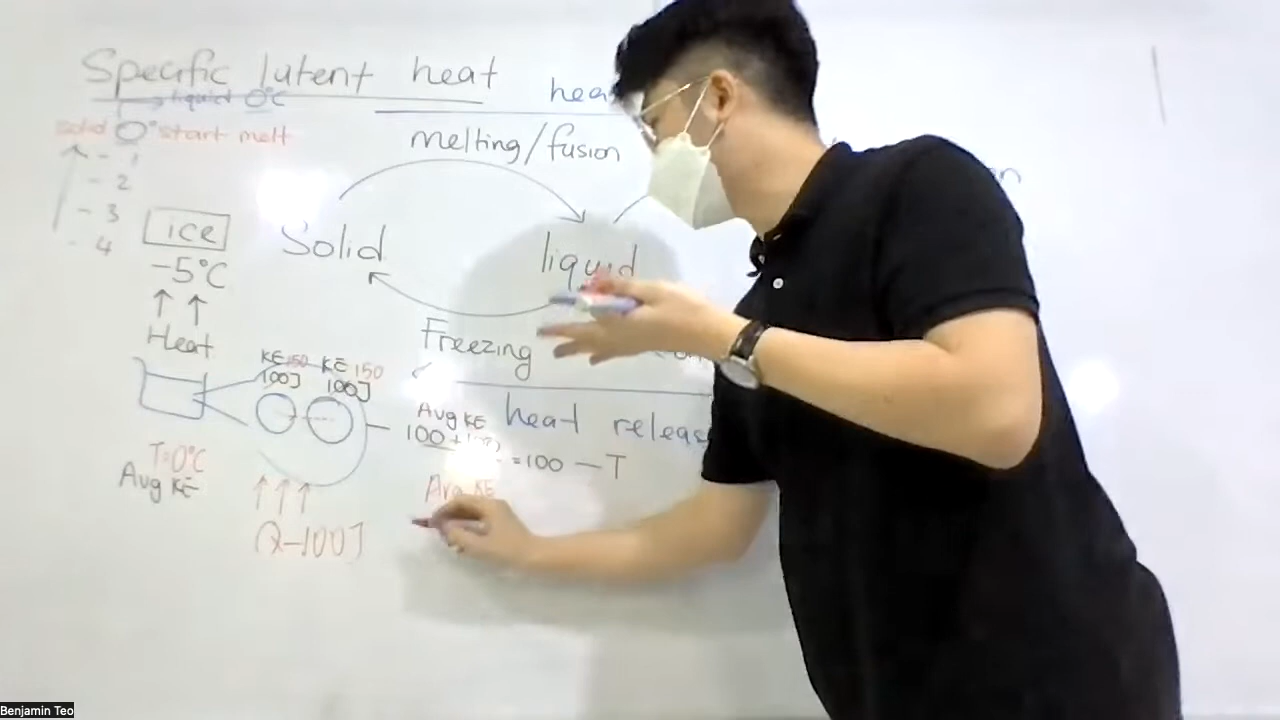 Specific latent heat
liquid 0°C
solid 0° start melt
- 1
- 2
- 3
- 4
melting/fusion
ice
-5°C
Solid
liquid
Heat
Freezing
KE 150 KE 150
100J 100J
Avg KE
100 +
= 100 – T
heat
T=0°C
Avg KE
Avg KE
Q-100J
Benjamin Teo